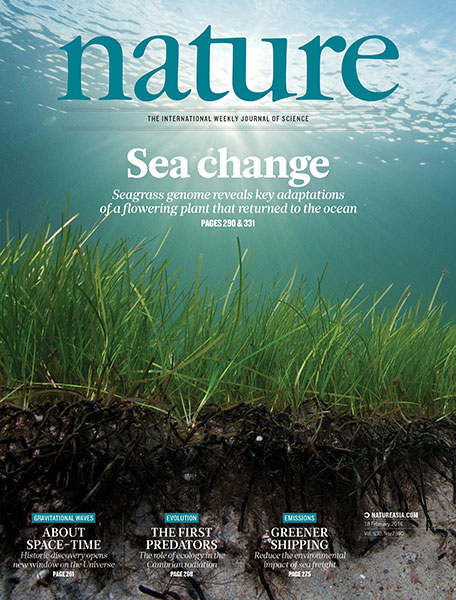 nature
THE INTERNATIONAL WEEKLY JOURNAL OF SCIENCE
Sea change
Seagrass genome reveals key adaptations
of a flowering plant that returned to the ocean
PAGES 290 & 331
GRAVITATIONAL WAVES
ABOUT
SPACE-TIME
Historic discovery opens
new window on the Universe
PAGE 261
EVOLUTION
THE FIRST
PREDATORS
The role of ecology in the
Cambrian radiation
PAGE 268
EMISSIONS
GREENER
SHIPPING
Reduce the environmental
impact of sea freight
PAGE 275
NATUREASIA.COM
18 February 2016
Vol. 530, No.